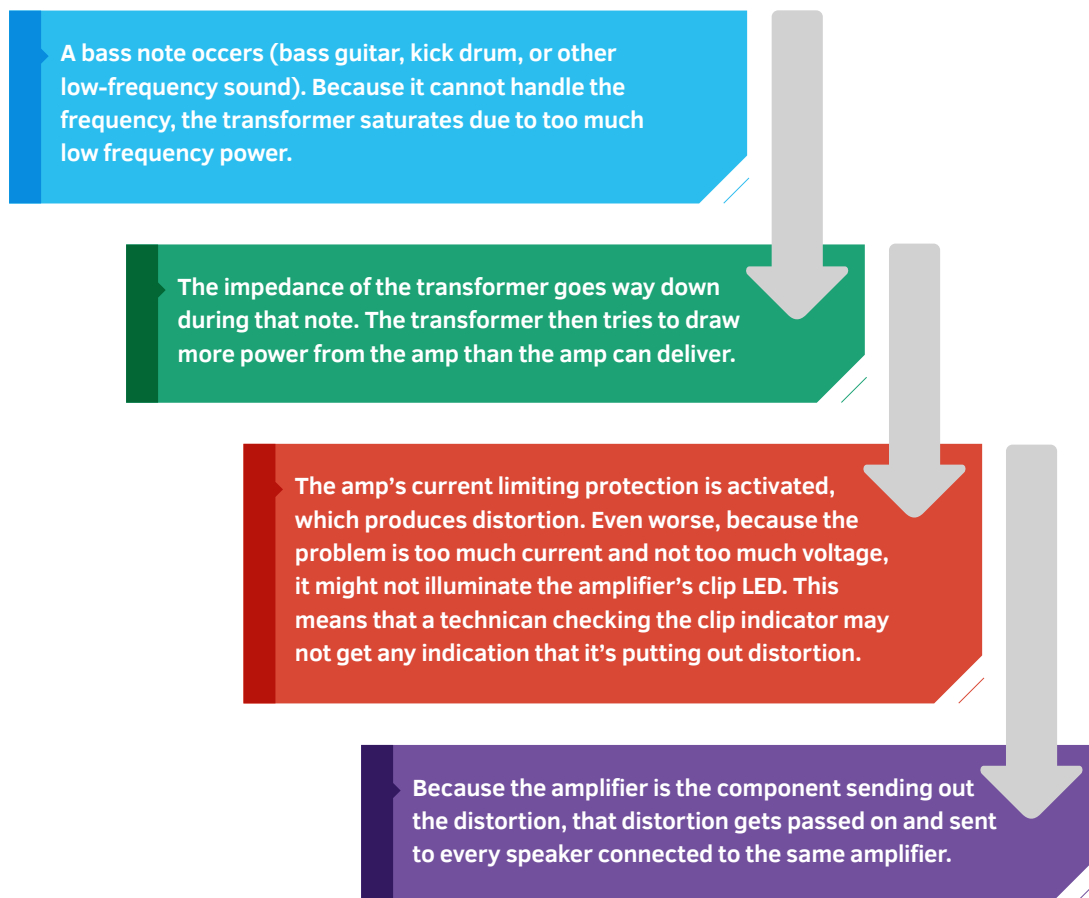 A bass note occers (bass guitar, kick drum, or other
low-frequency sound). Because it cannot handle the
frequency, the transformer saturates due to too much
low frequency power.
The impedance of the transformer goes way down
during that note. The transformer then tries to draw
more power from the amp than the amp can deliver.
The amp’s current limiting protection is activated,
which produces distortion. Even worse, because the
problem is too much current and not too much voltage,
it might not illuminate the amplifier’s clip LED. This
means that a technican checking the clip indicator may
not get any indication that it’s putting out distortion.
Because the amplifier is the component sending out
the distortion, that distortion gets passed on and sent
to every speaker connected to the same amplifier.